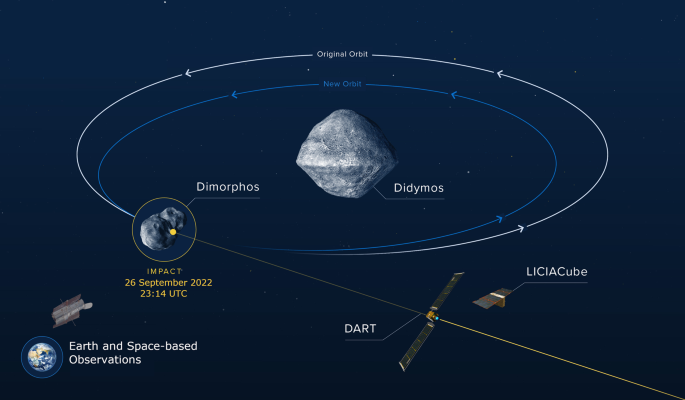 Original Orbit
New Orbit
Dimorphos
Didymos
IMPACT
26 September 2022
23:14 UTC
LICIACube
DART
Earth and Space-based
Observations